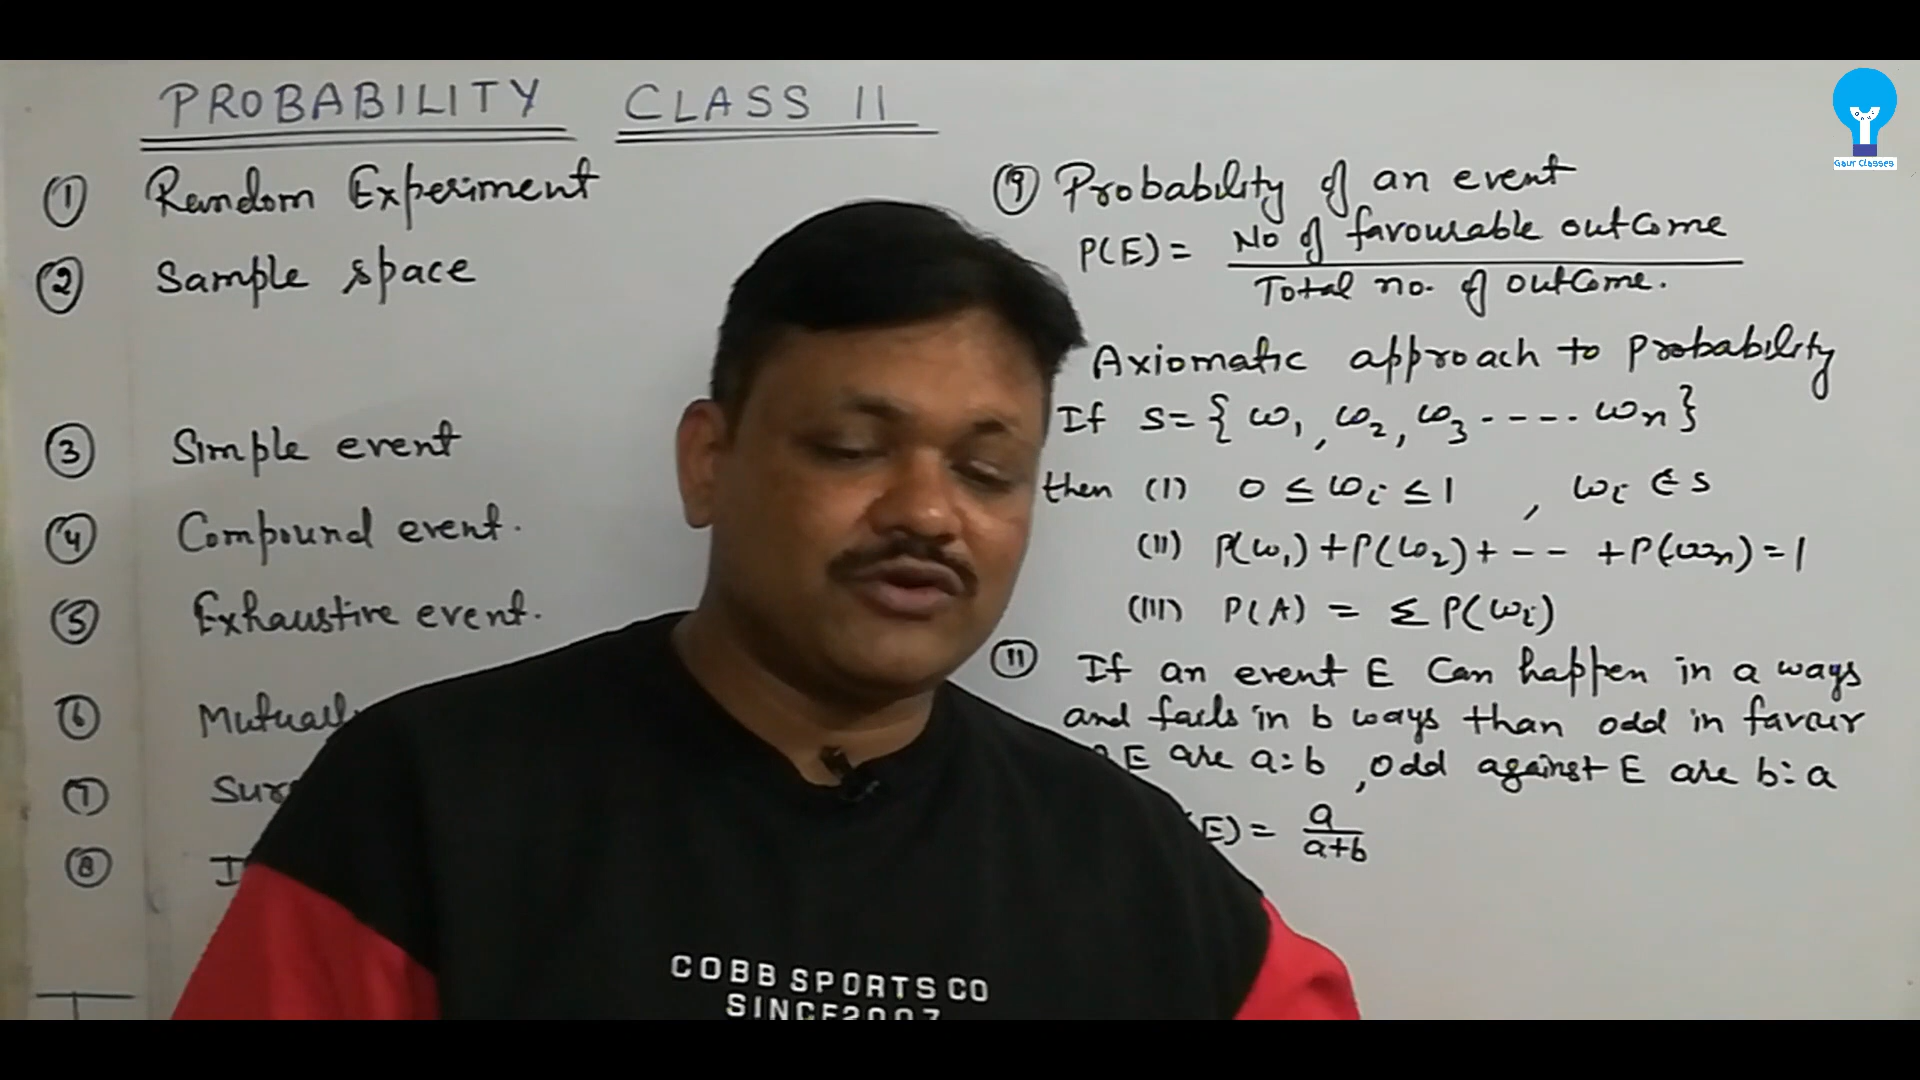 PROBABILITY CLASS 11
① Random Experiment
② Sample space
③ Simple event
④ Compound event.
⑤ Exhaustive event.
⑥
⑦
⑧
⑨ Probability of an event
P(E) = No of favourable outcome / Total no. of outcome.
Axiomatic approach to probability
If S = { ω₁, ω₂, ω₃ ----- ωn }
then (I) 0 ≤ ωi ≤ 1 , ωi ∈ S
(II) P(ω₁) + P(ω₂) + -- + P(ωn) = 1
(III) P(A) = Σ P(ωi)
⑪ If an event E Can happen in a ways
and fails in b ways than odd in favour
E are a:b , odd against E are b:a
E) = a/a+b
COBB SPORTS CO
SINCE2007
Gaur Classes